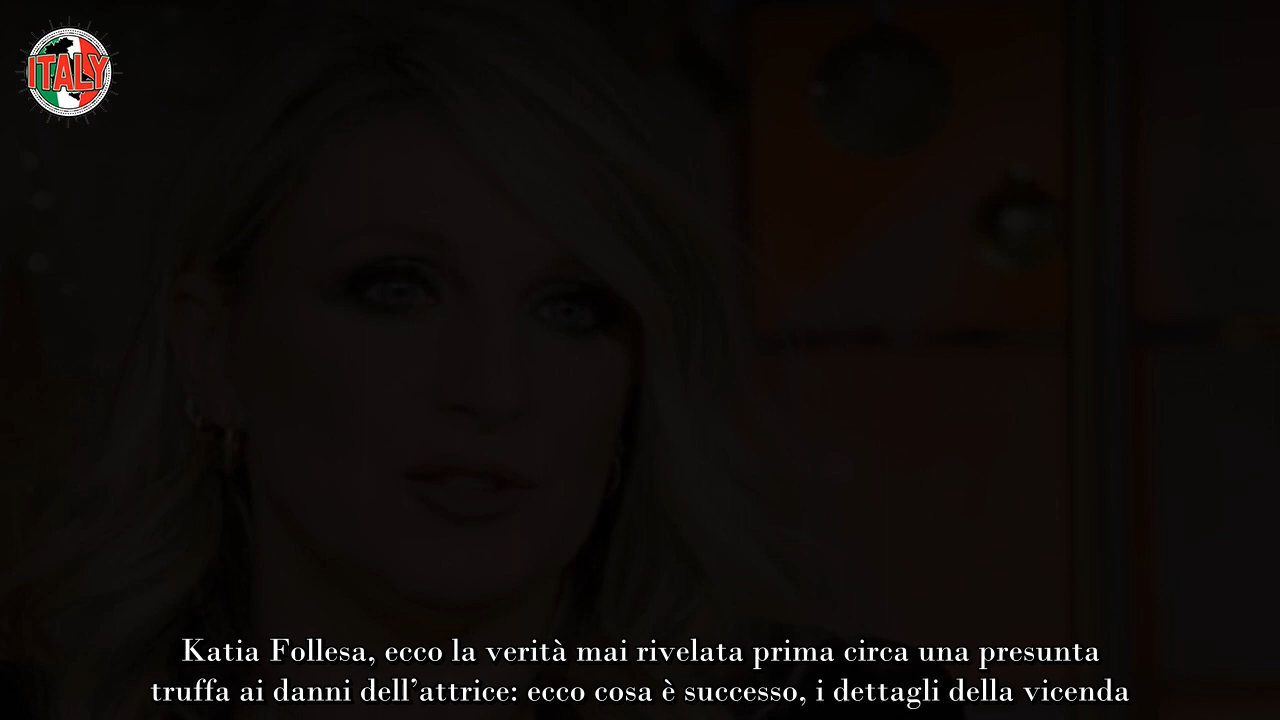 ITALY
Katia Follesa, ecco la verità mai rivelata prima circa una presunta
truffa ai danni dell’attrice: ecco cosa è successo, i dettagli della vicenda